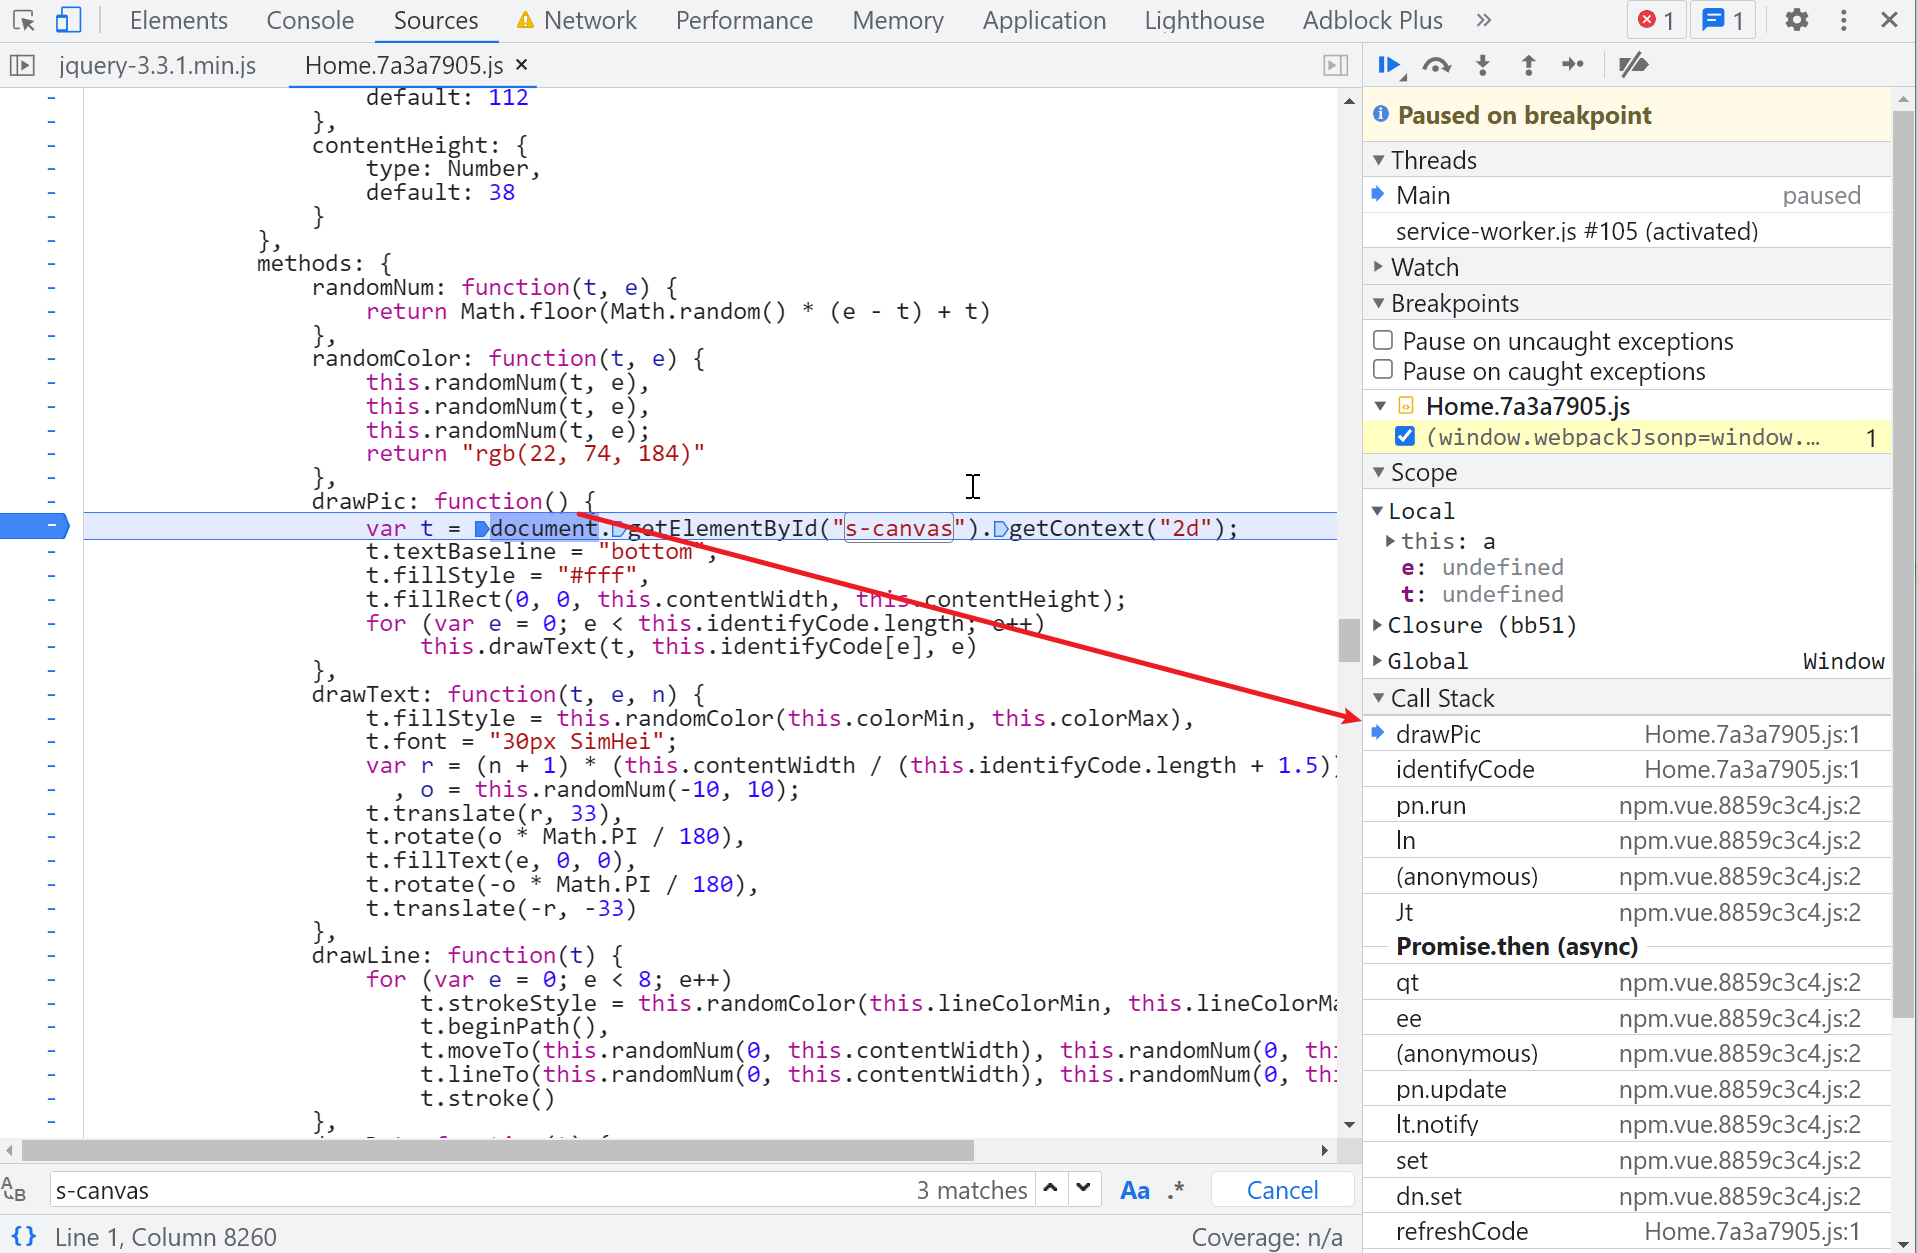 Elements Console Sources Network Performance Memory Application Lighthouse Adblock Plus » 1 1
jquery-3.3.1.min.js Home.7a3a7905.js ×
default: 112
},
contentHeight: {
type: Number,
default: 38
}
},
methods: {
randomNum: function(t, e) {
return Math.floor(Math.random() * (e - t) + t)
},
randomColor: function(t, e) {
this.randomNum(t, e),
this.randomNum(t, e),
this.randomNum(t, e);
return "rgb(22, 74, 184)"
},
drawPic: function() {
var t = document.getElementById("s-canvas").getContext("2d");
t.textBaseline = "bottom",
t.fillStyle = "#fff",
t.fillRect(0, 0, this.contentWidth, this.contentHeight);
for (var e = 0; e < this.identifyCode.length; e++)
this.drawText(t, this.identifyCode[e], e)
},
drawText: function(t, e, n) {
t.fillStyle = this.randomColor(this.colorMin, this.colorMax),
t.font = "30px SimHei";
var r = (n + 1) * (this.contentWidth / (this.identifyCode.length + 1.5))
, o = this.randomNum(-10, 10);
t.translate(r, 33),
t.rotate(o * Math.PI / 180),
t.fillText(e, 0, 0),
t.rotate(-o * Math.PI / 180),
t.translate(-r, -33)
},
drawLine: function(t) {
for (var e = 0; e < 8; e++)
t.strokeStyle = this.randomColor(this.lineColorMin, this.lineColorMa
t.beginPath(),
t.moveTo(this.randomNum(0, this.contentWidth), this.randomNum(0, thi
t.lineTo(this.randomNum(0, this.contentWidth), this.randomNum(0, thi
t.stroke()
},
s-canvas 3 matches Aa .* Cancel
{} Line 1, Column 8260 Coverage: n/a
Paused on breakpoint
Threads
Main paused
service-worker.js #105 (activated)
Watch
Breakpoints
Pause on uncaught exceptions
Pause on caught exceptions
Home.7a3a7905.js
(window.webpackJsonp=window.… 1
Scope
Local
this: a
e: undefined
t: undefined
Closure (bb51)
Global Window
Call Stack
drawPic Home.7a3a7905.js:1
identifyCode Home.7a3a7905.js:1
pn.run npm.vue.8859c3c4.js:2
ln npm.vue.8859c3c4.js:2
(anonymous) npm.vue.8859c3c4.js:2
Jt npm.vue.8859c3c4.js:2
Promise.then (async)
qt npm.vue.8859c3c4.js:2
ee npm.vue.8859c3c4.js:2
(anonymous) npm.vue.8859c3c4.js:2
pn.update npm.vue.8859c3c4.js:2
lt.notify npm.vue.8859c3c4.js:2
set npm.vue.8859c3c4.js:2
dn.set npm.vue.8859c3c4.js:2
refreshCode Home.7a3a7905.js:1